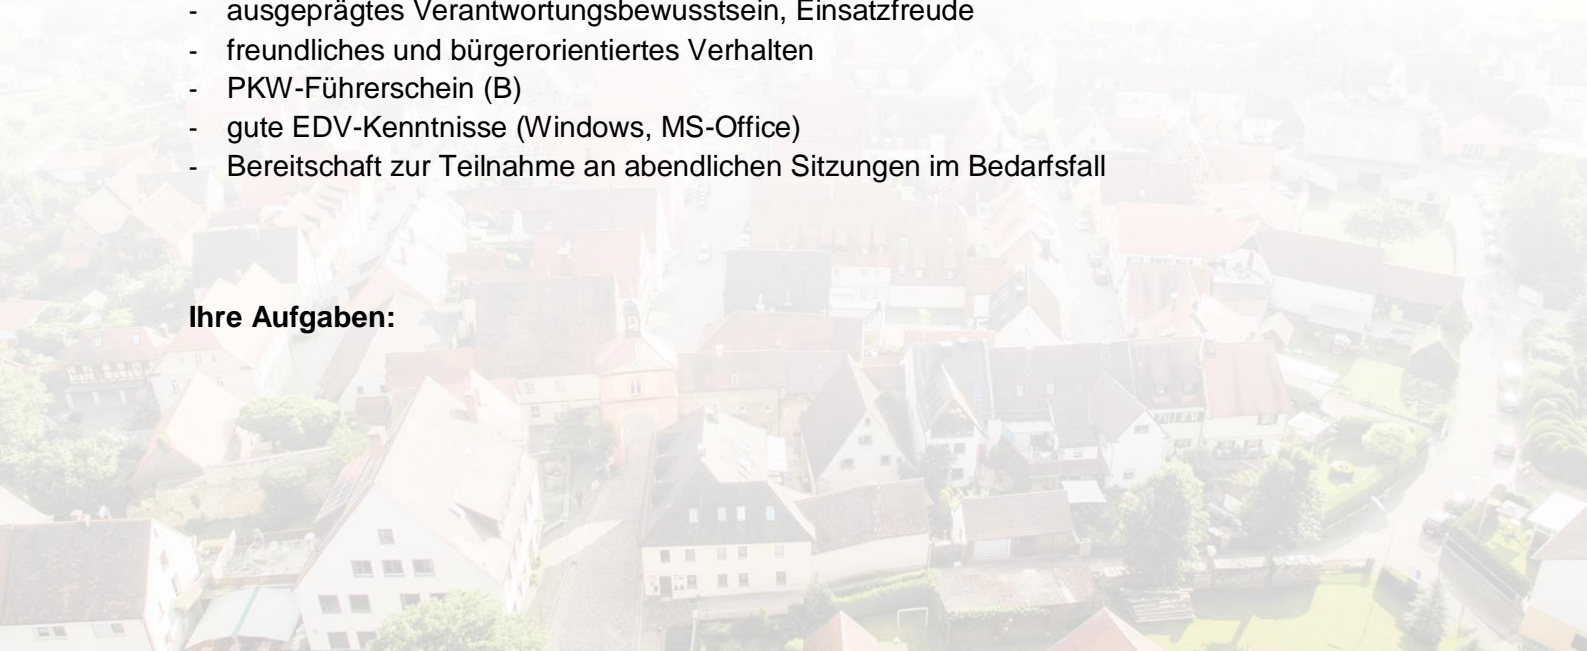 - ausgeprägtes Verantwortungsbewusstsein, Einsatzfreude
- freundliches und bürgerorientiertes Verhalten
- PKW-Führerschein (B)
- gute EDV-Kenntnisse (Windows, MS-Office)
- Bereitschaft zur Teilnahme an abendlichen Sitzungen im Bedarfsfall
Ihre Aufgaben: